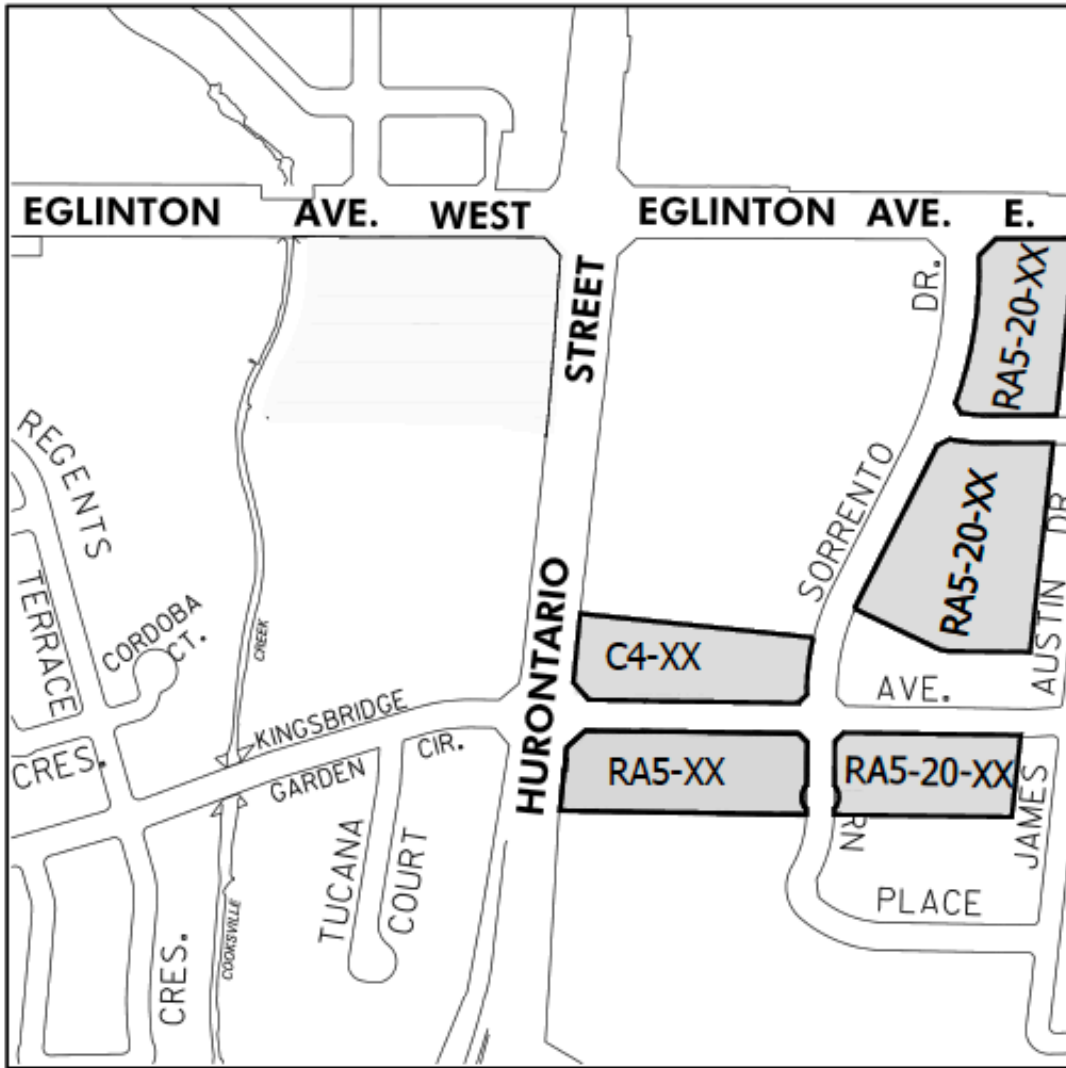 EGLINTON AVE. WEST
EGLINTON AVE. E.
HURONTARIO STREET
SORRENTO DR.
RA5-20-XX
RA5-20-XX
AUSTIN DR.
C4-XX
AVE.
RA5-XX
RA5-20-XX
JAMES
PLACE
REGENTS
TERRACE
CORDOBA
CT.
CREEK
KINGSBRIDGE
GARDEN CIR.
CRES.
TUCANA
COURT
COOKSVILLE
CRES.